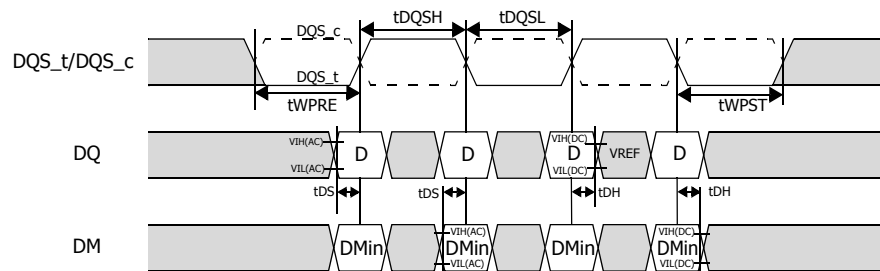 tDQSH
tDQSL
DQS_c
DQS_t/DQS_c
DQS_t
tWPRE
tWPST
VIH(AC)
VIH(DC)
DQ
D
D
D
VREF
D
VIL(AC)
VIL(DC)
tDS
tDS
tDH
tDH
VIH(AC)
VIH(DC)
DM
DMin
DMin
DMin
DMin
VIL(AC)
VIL(DC)